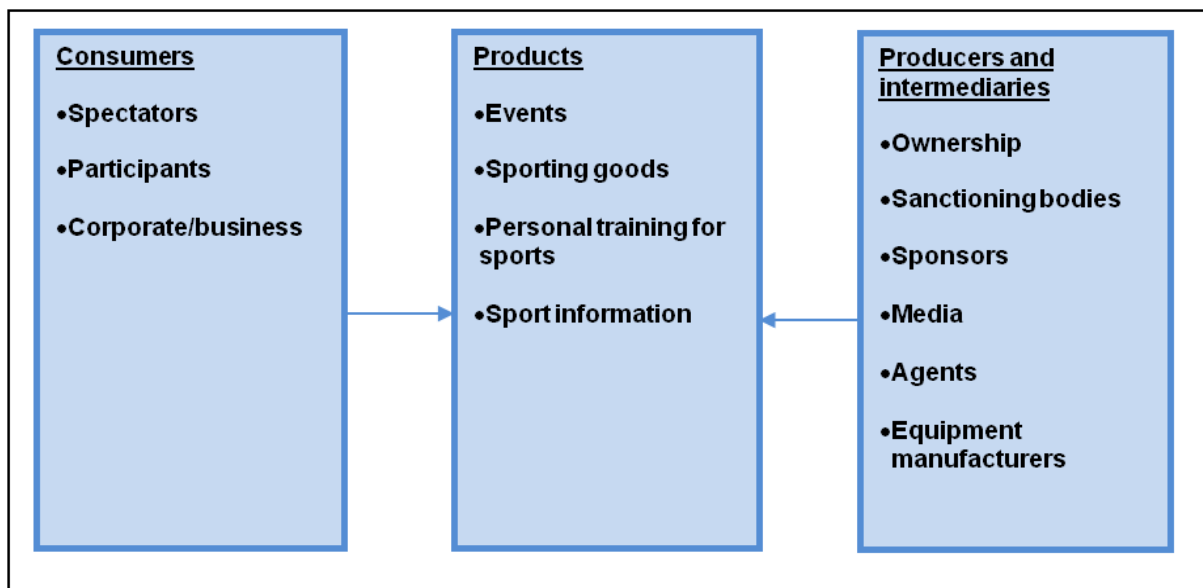 Consumers
•Spectators
•Participants
•Corporate/business
Products
•Events
•Sporting goods
•Personal training for
sports
•Sport information
Producers and
intermediaries
•Ownership
•Sanctioning bodies
•Sponsors
•Media
•Agents
•Equipment
manufacturers